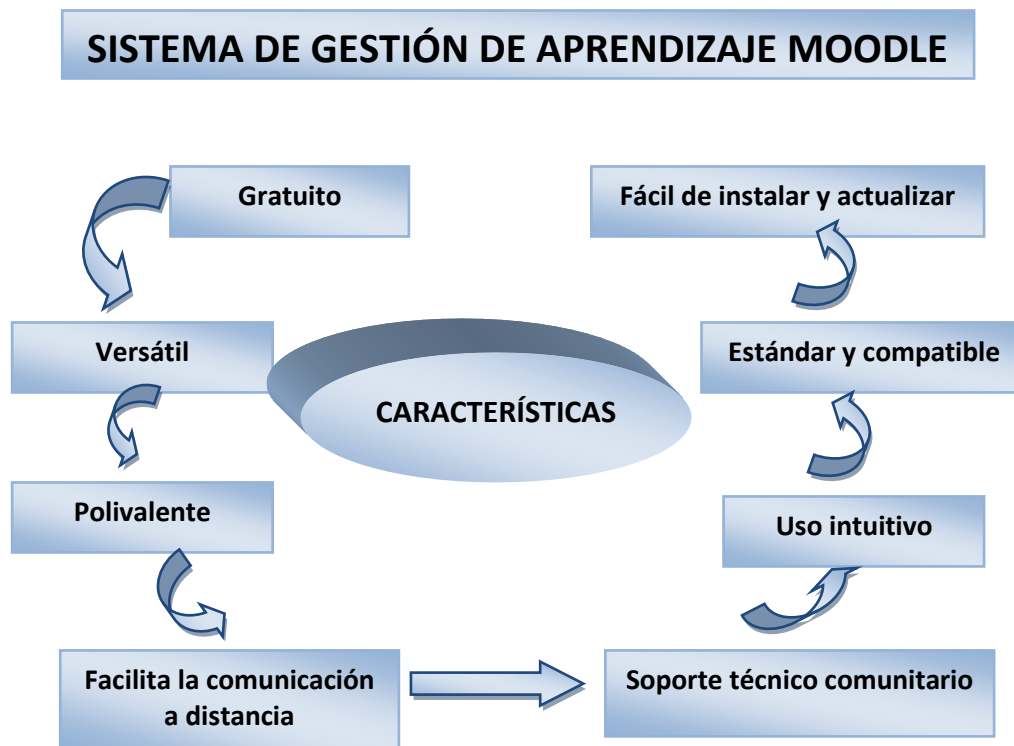 SISTEMA DE GESTIÓN DE APRENDIZAJE MOODLE
Gratuito
Fácil de instalar y actualizar
Versátil
Estándar y compatible
CARACTERÍSTICAS
Polivalente
Uso intuitivo
Facilita la comunicación
a distancia
Soporte técnico comunitario